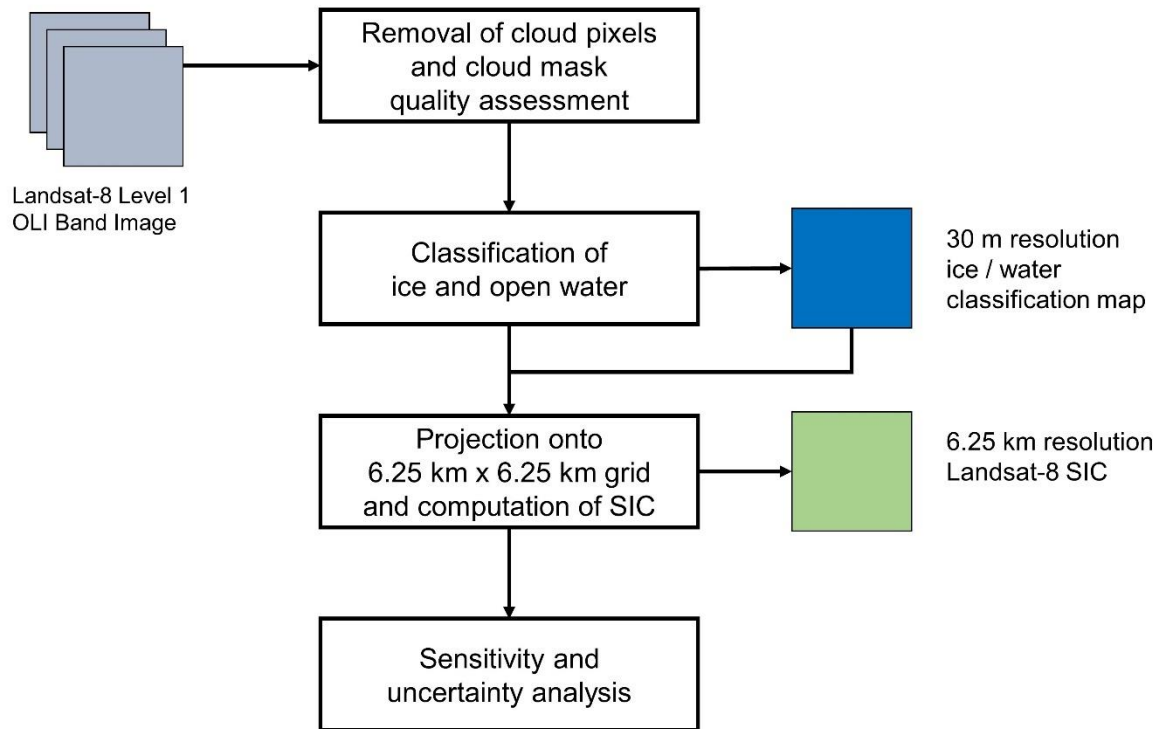 Removal of cloud pixels
and cloud mask
quality assessment
Landsat-8 Level 1
OLI Band Image
Classification of
ice and open water
30 m resolution
ice / water
classification map
Projection onto
6.25 km x 6.25 km grid
and computation of SIC
6.25 km resolution
Landsat-8 SIC
Sensitivity and
uncertainty analysis